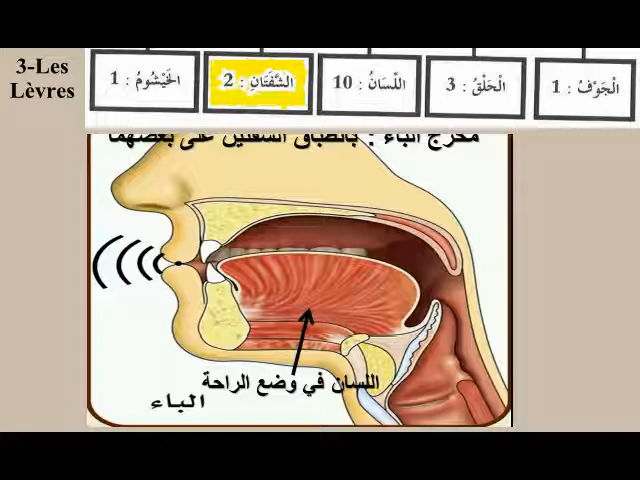 3-Les
Lèvres
الْجَوْفُ : 1
الْحَلْقُ : 3
اللِّسَانُ : 10
الشَّفَتَانِ : 2
الْخَيْشُومُ : 1
مخرج الباء : بانطباق الشفتين على بعضهما
اللسان في وضع الراحة
الباء